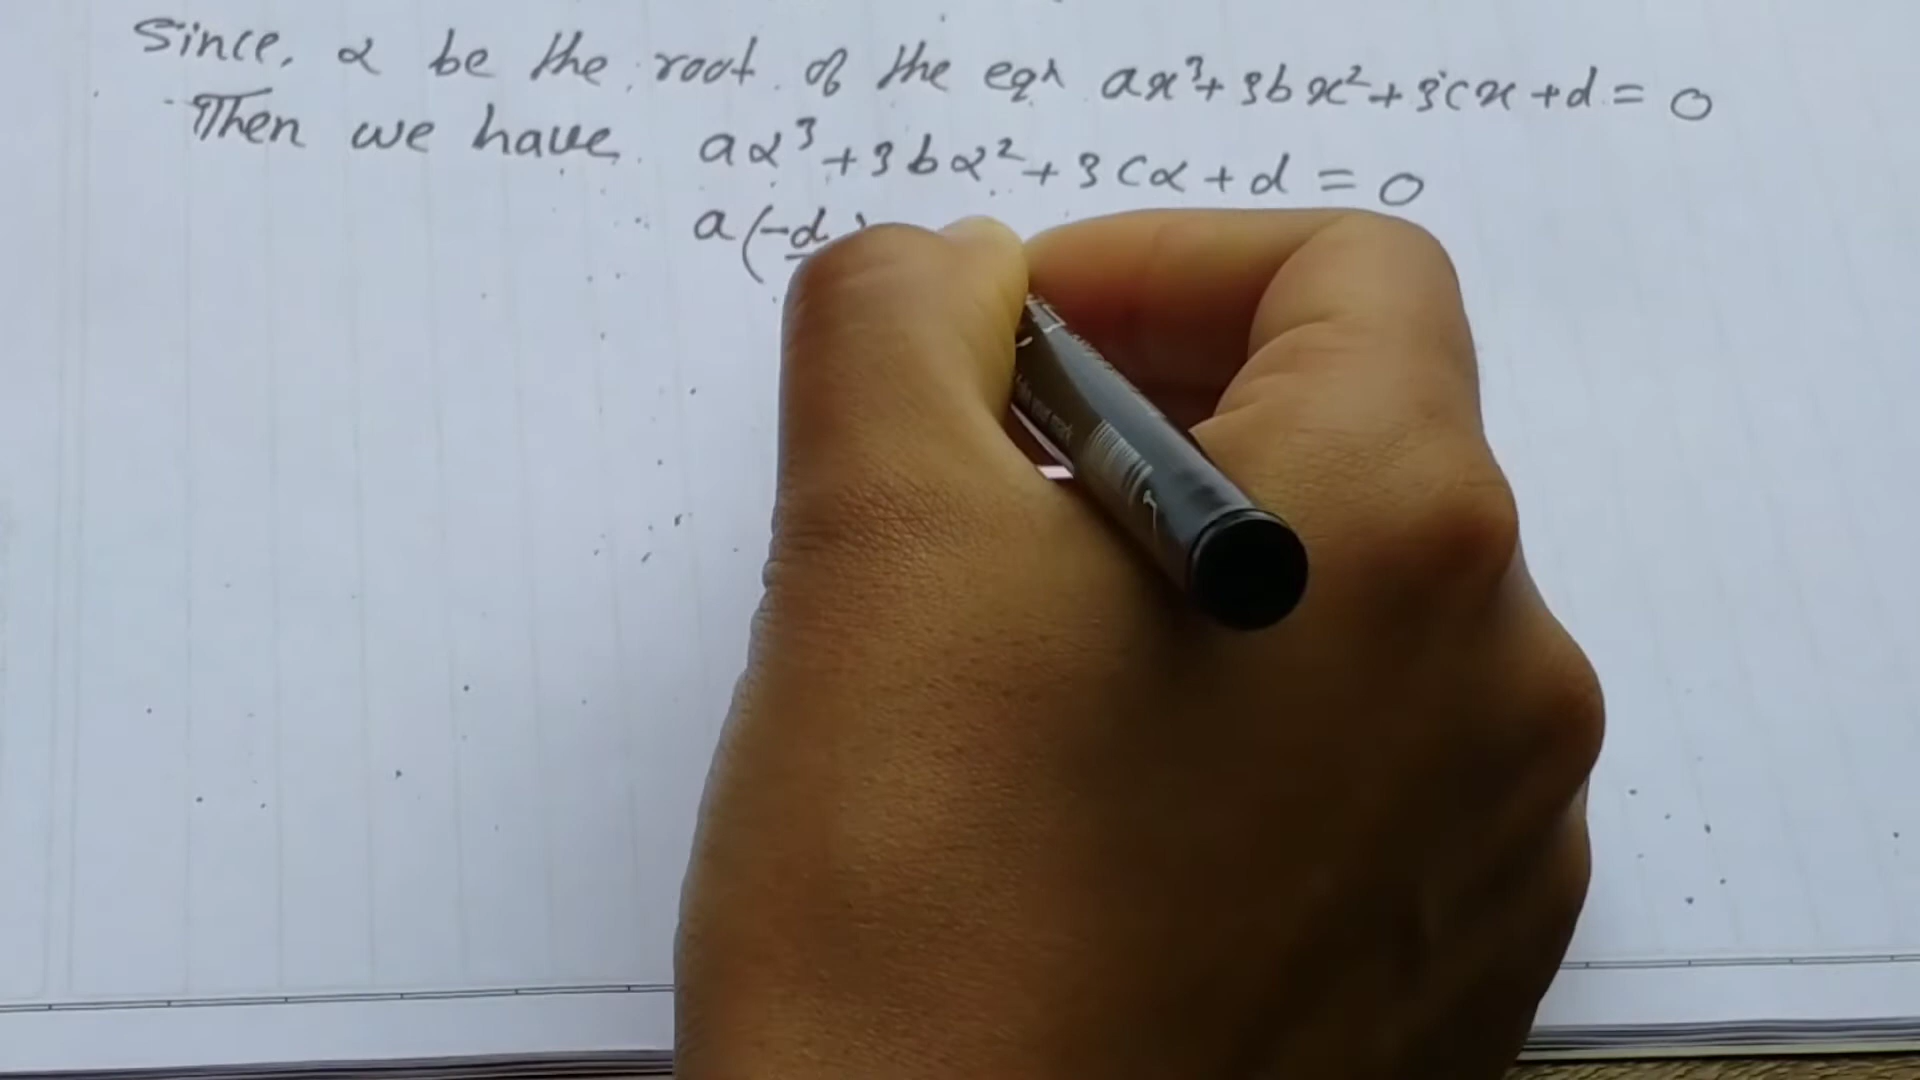 Since, α be the root of the eqn ax³ + 3bx² + 3cx + d = 0
Then we have. aα³ + 3bα² + 3cα + d = 0
a(-d